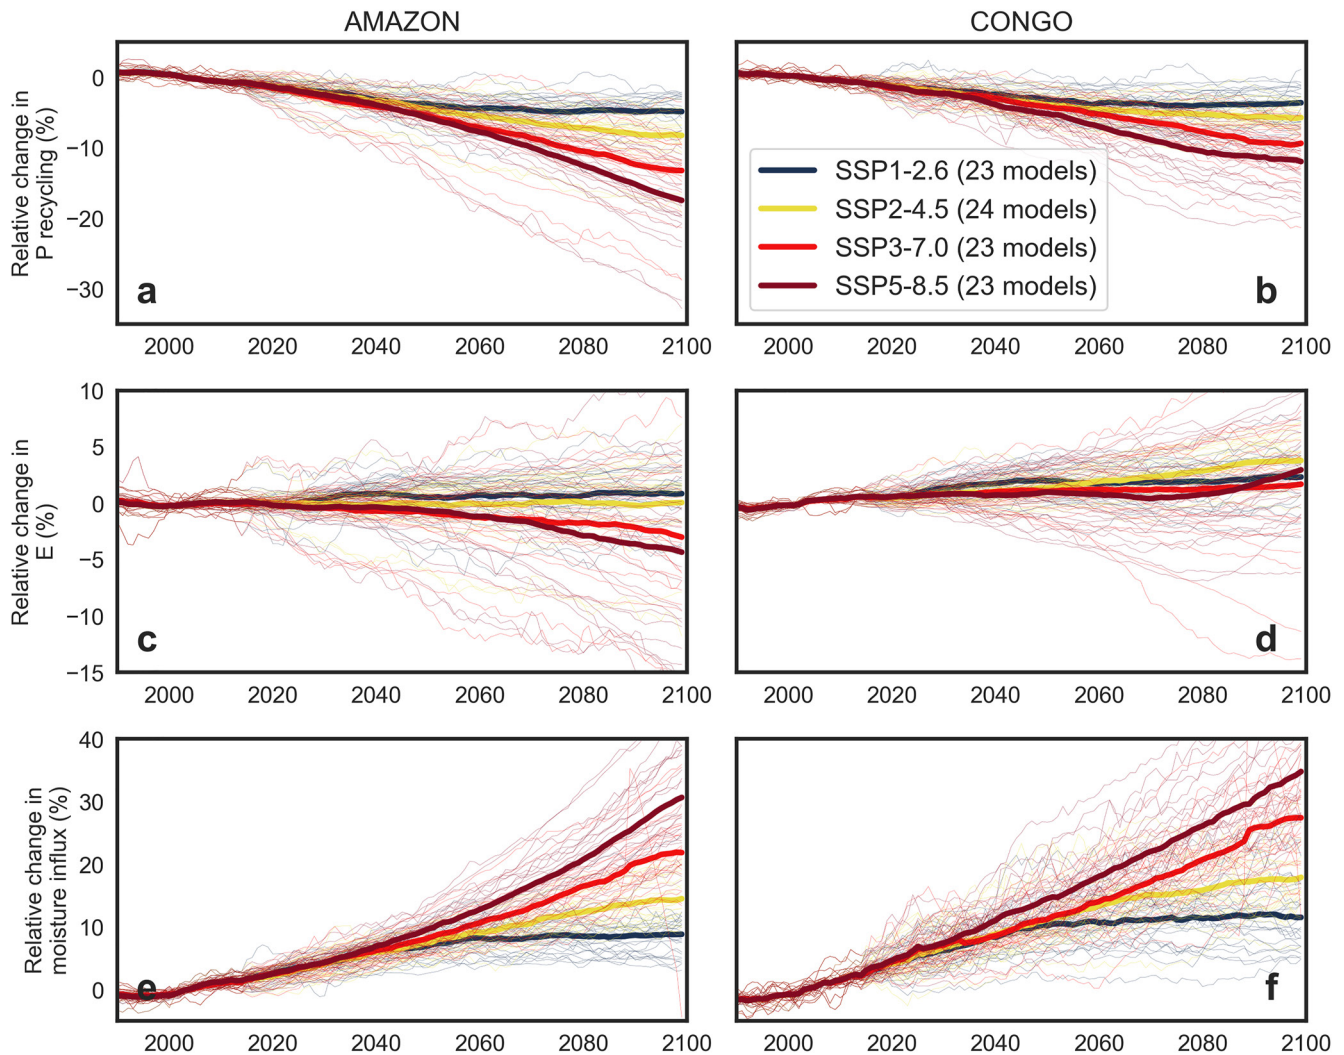 AMAZON
CONGO
Relative change in
P recycling (%)
0
−10
−20
−30
a
2000 2020 2040 2060 2080 2100
SSP1-2.6 (23 models)
SSP2-4.5 (24 models)
SSP3-7.0 (23 models)
SSP5-8.5 (23 models)
b
2000 2020 2040 2060 2080 2100
Relative change in
E (%)
10
5
0
−5
−10
−15
c
2000 2020 2040 2060 2080 2100
d
2000 2020 2040 2060 2080 2100
Relative change in
moisture influx (%)
40
30
20
10
0
e
2000 2020 2040 2060 2080 2100
f
2000 2020 2040 2060 2080 2100